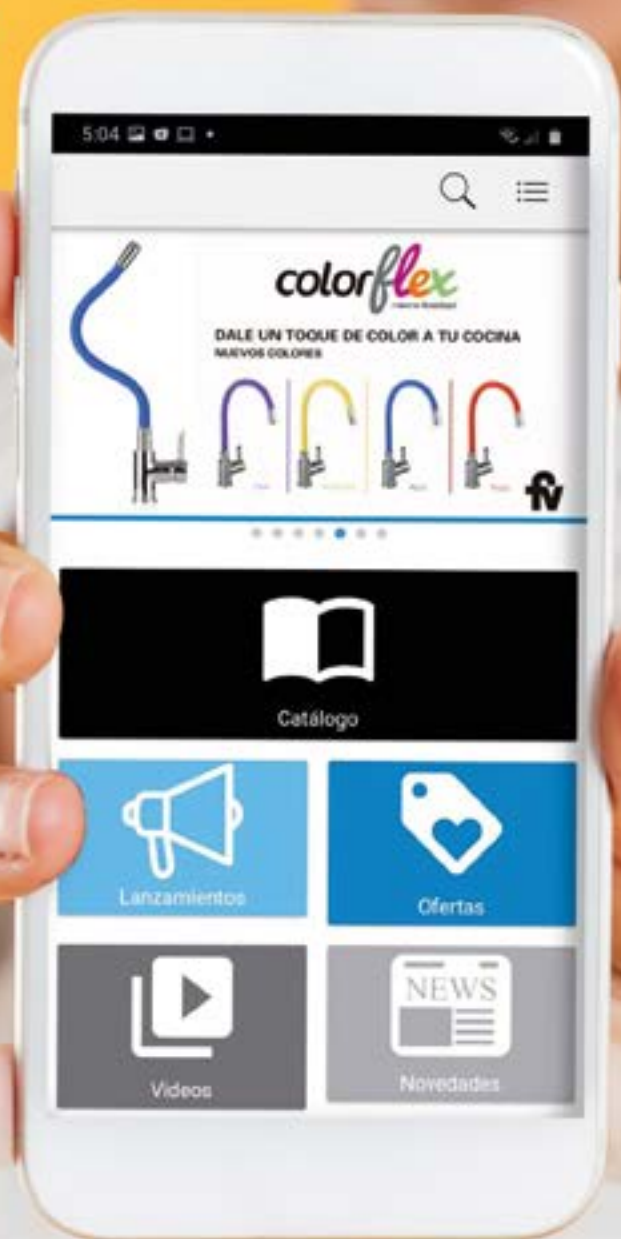 5:04
colorflex
DALE UN TOQUE DE COLOR A TU COCINA
NUEVOS COLORES
fv
Catálogo
Lanzamientos
Ofertas
NEWS
Videos
Novedades